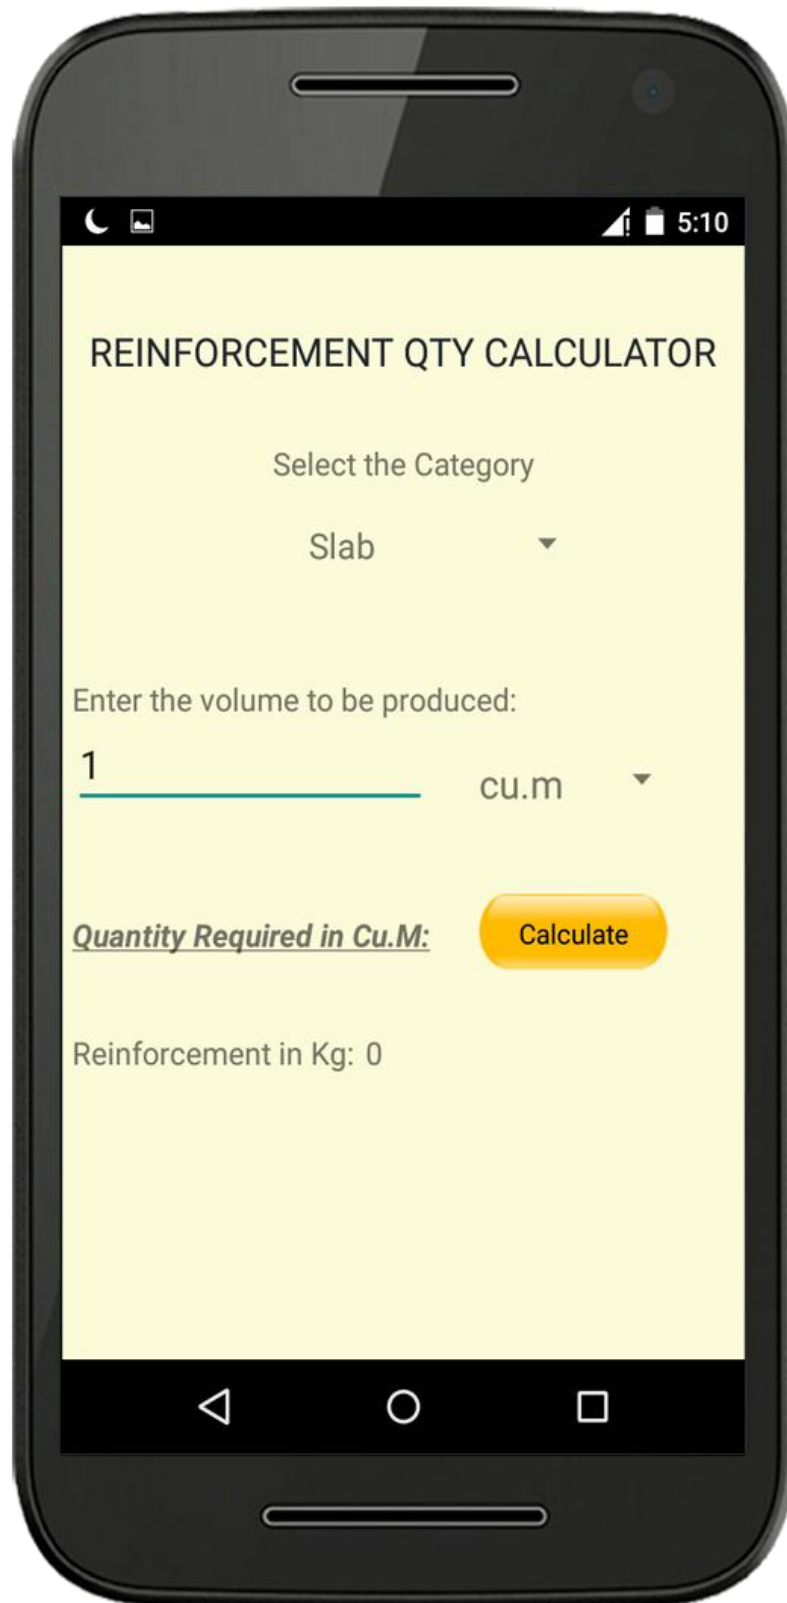 5:10
REINFORCEMENT QTY CALCULATOR
Select the Category
Slab
Enter the volume to be produced:
1 cu.m
Quantity Required in Cu.M: Calculate
Reinforcement in Kg: 0